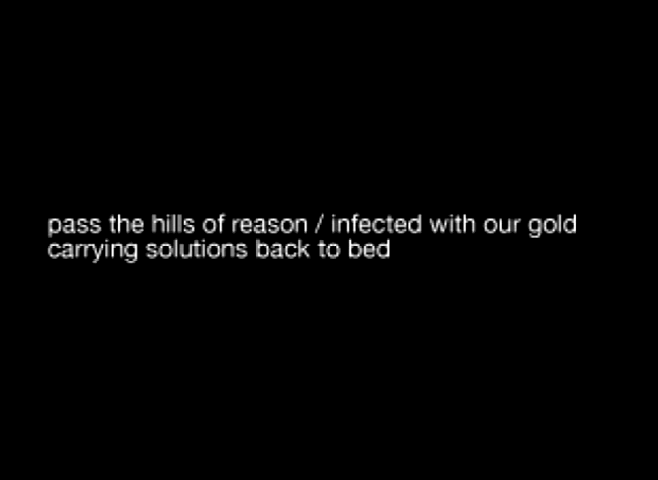 pass the hills of reason / infected with our gold
carrying solutions back to bed